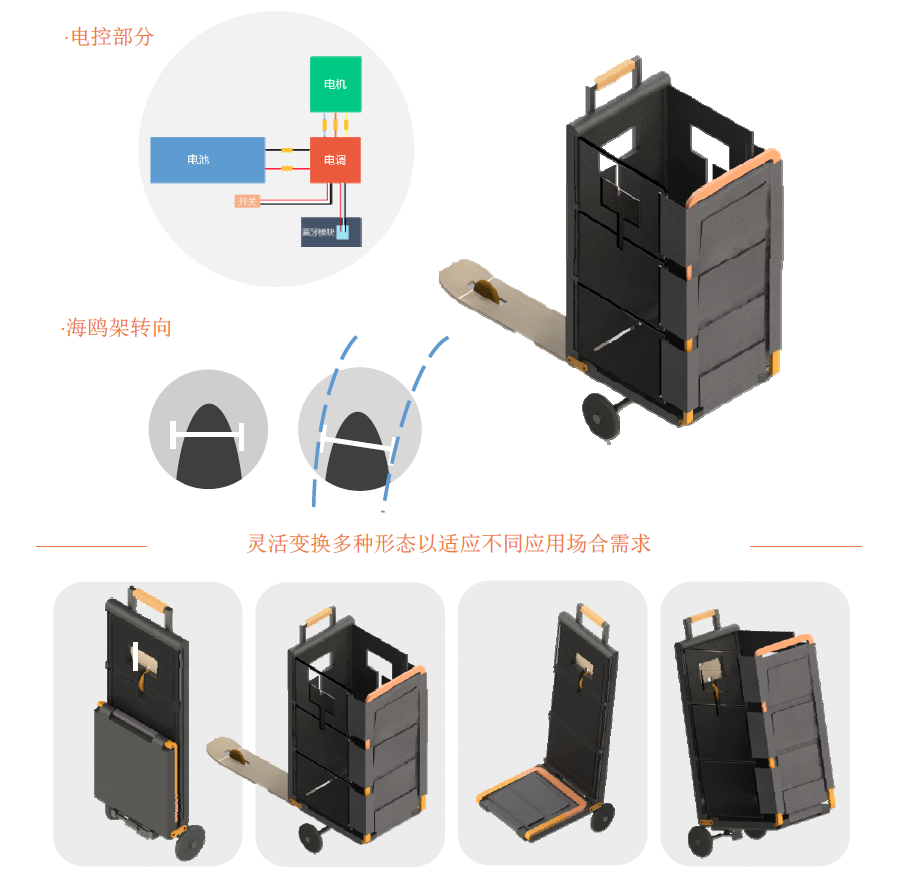 ·电控部分
电机
电池
电调
开关
蓝牙模块
·海鸥架转向
灵活变换多种形态以适应不同应用场合需求